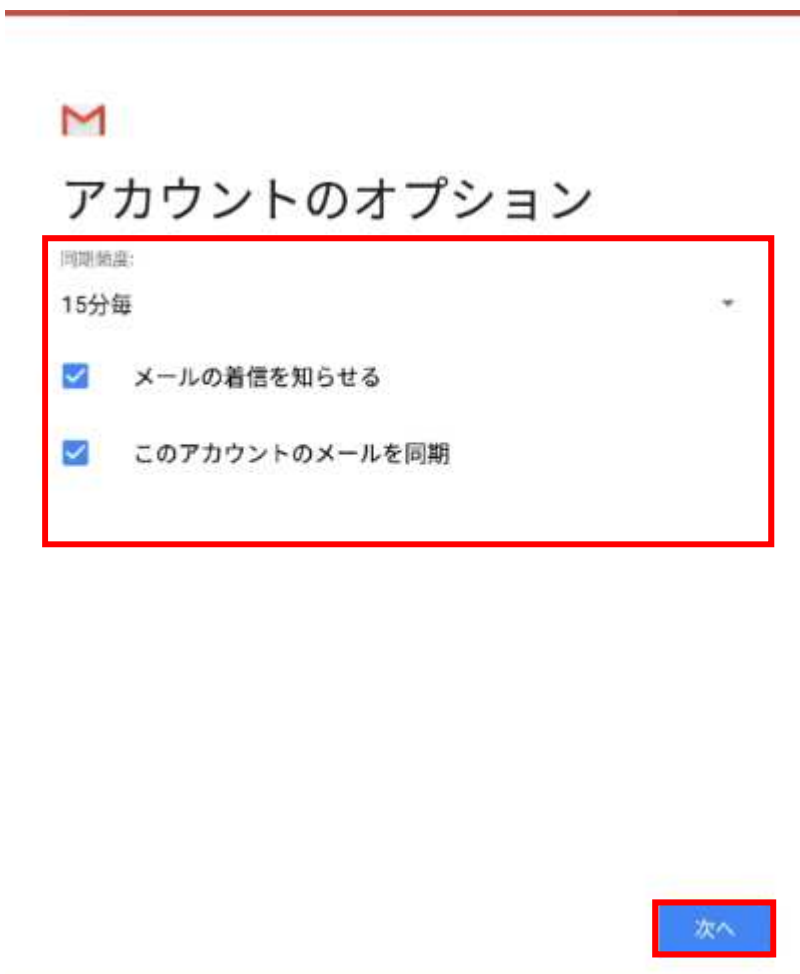 アカウントのオプション
同期頻度:
15分毎
メールの着信を知らせる
このアカウントのメールを同期
次へ